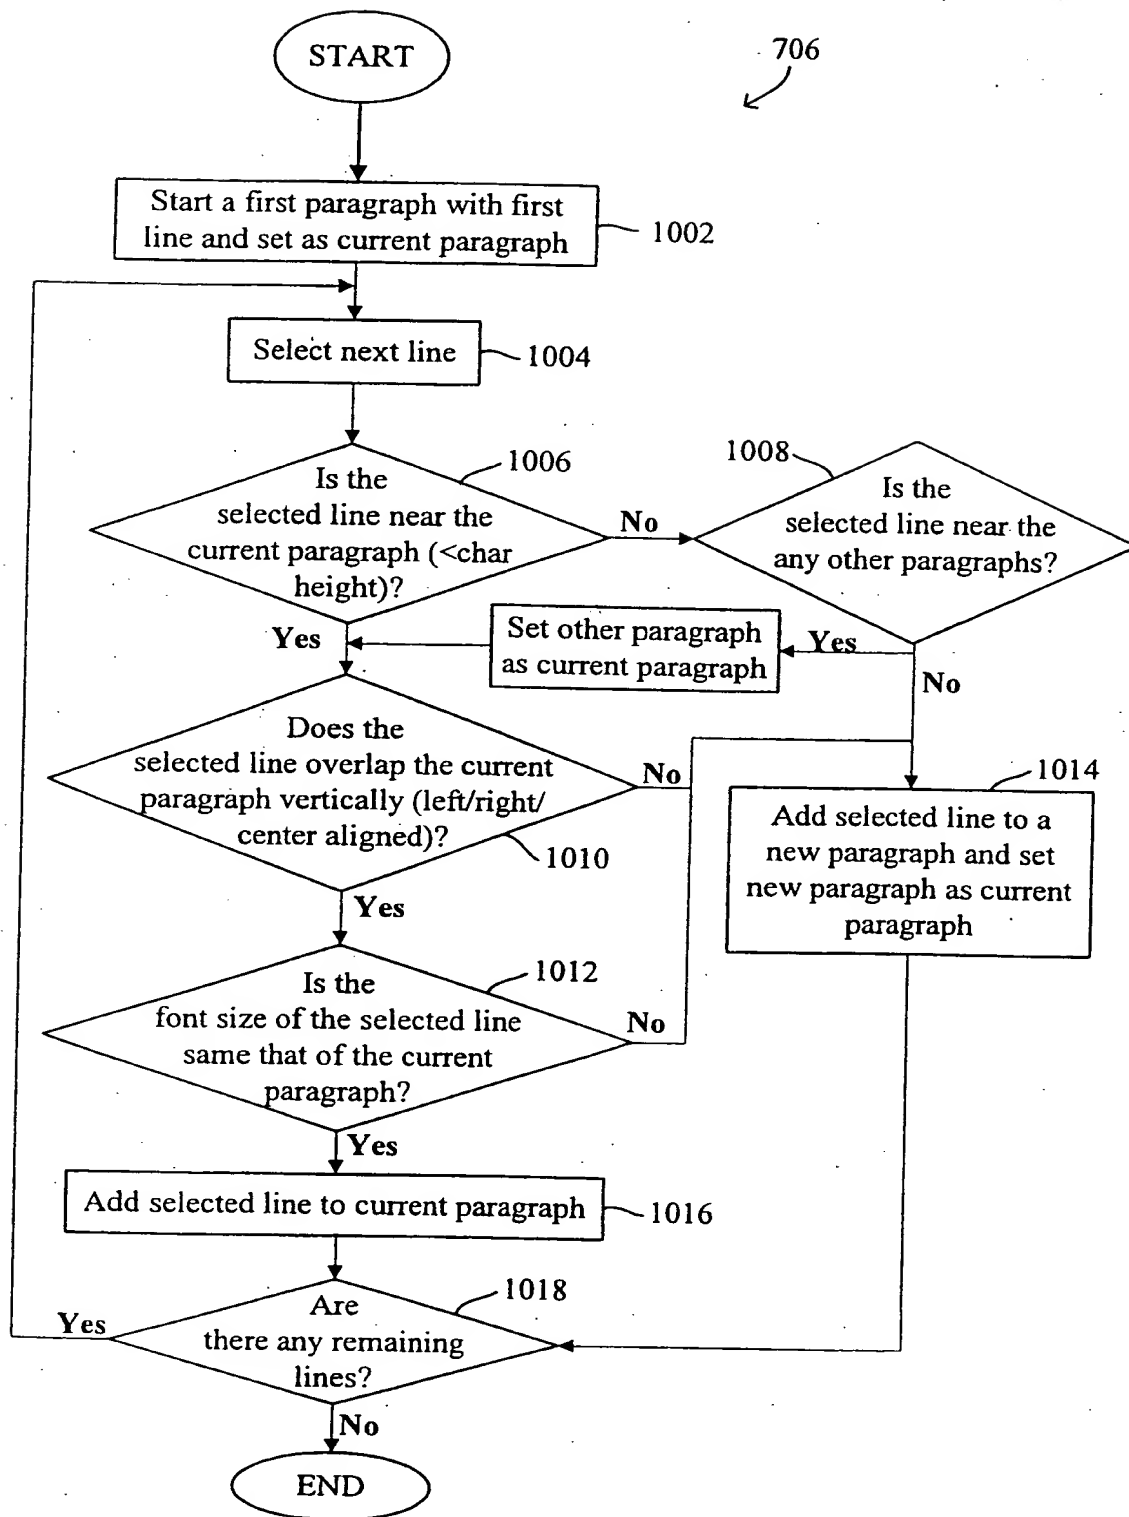 START
706
Start a first paragraph with first
line and set as current paragraph
1002
Select next line
1004
Is the
selected line near the
current paragraph (<char
height)?
1006
No
1008
Is the
selected line near the
any other paragraphs?
Yes
Set other paragraph
as current paragraph
Yes
No
Does the
selected line overlap the current
paragraph vertically (left/right/
center aligned)?
No
1010
1014
Add selected line to a
new paragraph and set
new paragraph as current
paragraph
Yes
Is the
font size of the selected line
same that of the current
paragraph?
1012
No
Yes
Add selected line to current paragraph
1016
Are
there any remaining
lines?
1018
Yes
No
END